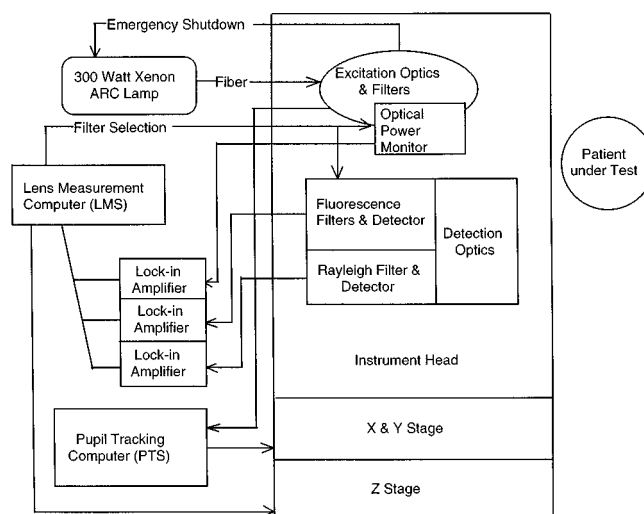 Emergency Shutdown
300 Watt Xenon
ARC Lamp
Fiber
Excitation Optics
& Filters
Filter Selection
Optical
Power
Monitor
Patient
under Test
Lens Measurement
Computer (LMS)
Fluorescence
Filters & Detector
Detection
Optics
Rayleigh Filter &
Detector
Lock-in
Amplifier
Lock-in
Amplifier
Lock-in
Amplifier
Instrument Head
X & Y Stage
Pupil Tracking
Computer (PTS)
Z Stage